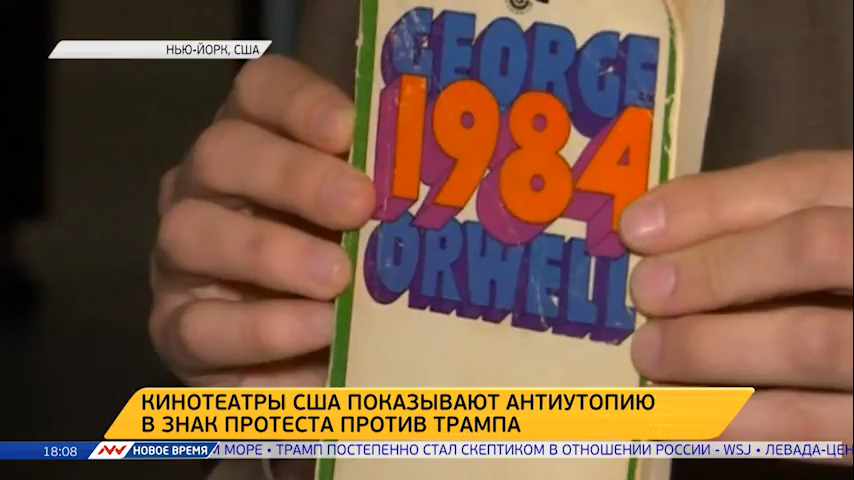 НЬЮ-ЙОРК, США
GEORGE
1984
ORWELL
КИНОТЕАТРЫ США ПОКАЗЫВАЮТ АНТИУТОПИЮ
В ЗНАК ПРОТЕСТА ПРОТИВ ТРАМПА
18:08 НОВОЕ ВРЕМЯ Й МОРЕ • ТРАМП ПОСТЕПЕННО СТАЛ СКЕПТИКОМ В ОТНОШЕНИИ РОССИИ - WSJ • ЛЕВАДА-ЦЕН